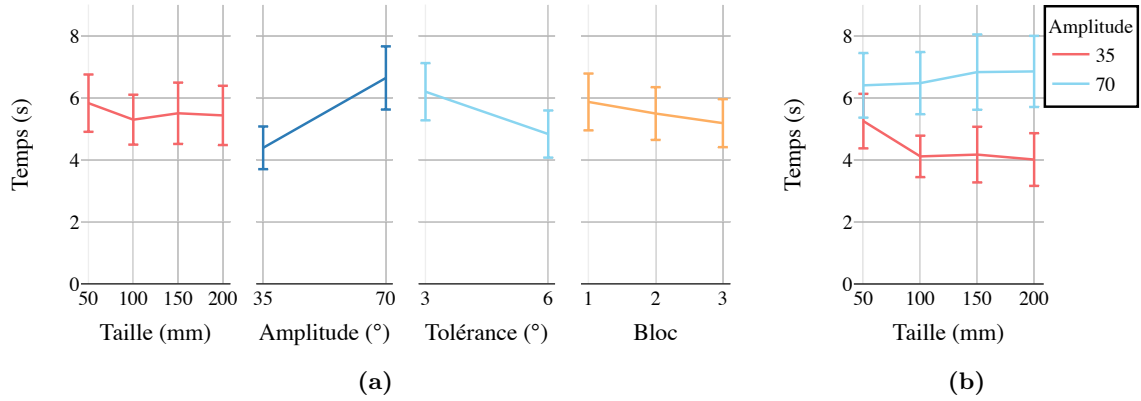 8
6
4
2
0
Temps (s)
50 100 150 200
Taille (mm)
35 70
Amplitude (°)
3 6
Tolérance (°)
1 2 3
Bloc
(a)
8
6
4
2
0
Temps (s)
50 100 150 200
Taille (mm)
Amplitude
35
70
(b)